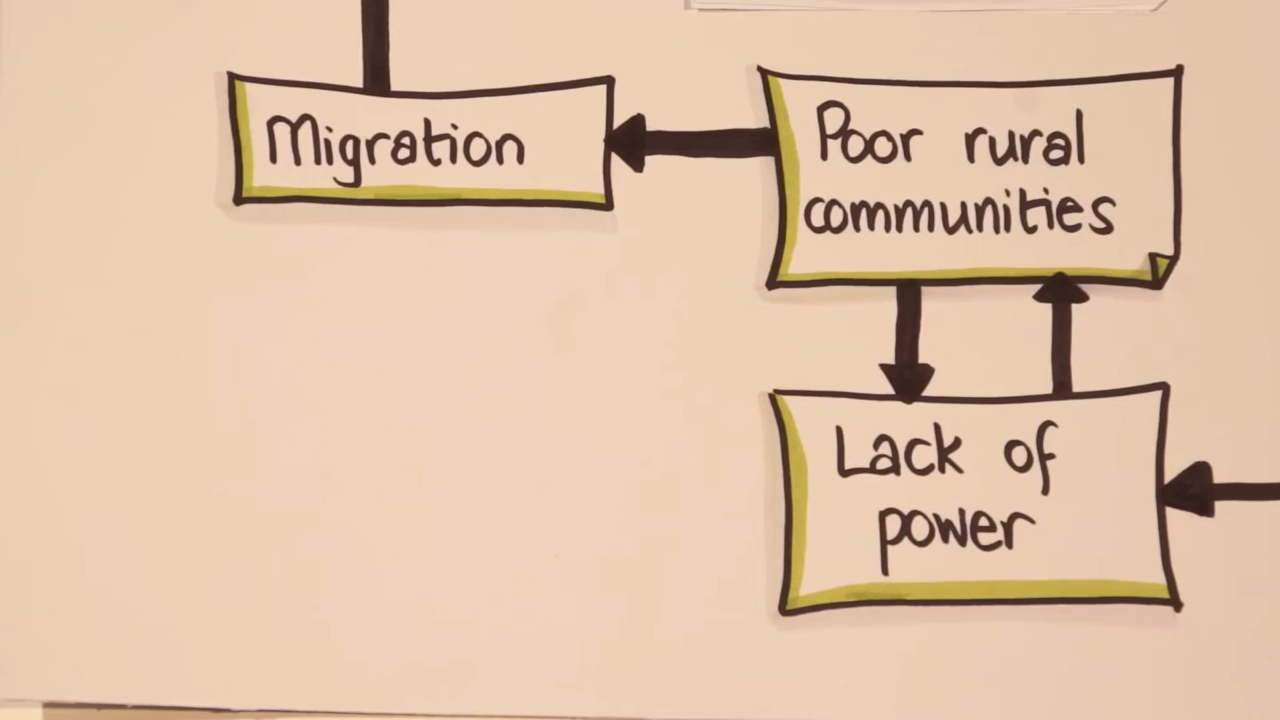 Migration
Poor rural
communities
Lack of
power